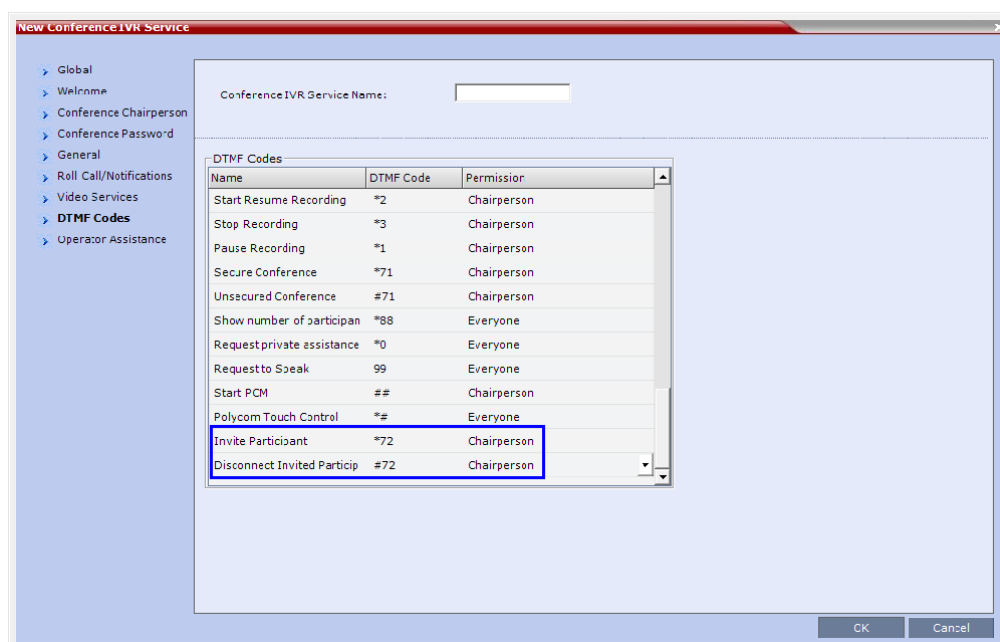 New Conference IVR Service
Global
Welcome
Conference Chairperson
Conference Password
General
Roll Call/Notifications
Video Services
DTMF Codes
Operator Assistance
Conference IVR Service Name:
DTMF Codes
Name DTMF Code Permission
Start Resume Recording *2 Chairperson
Stop Recording *3 Chairperson
Pause Recording *1 Chairperson
Secure Conference *71 Chairperson
Unsecured Conference #71 Chairperson
Show number of participan *88 Everyone
Request private assistance *0 Everyone
Request to Speak 99 Everyone
Start PCM ## Chairperson
Polycom Touch Control *# Everyone
Invite Participant *72 Chairperson
Disconnect Invited Particip #72 Chairperson
OK Cancel